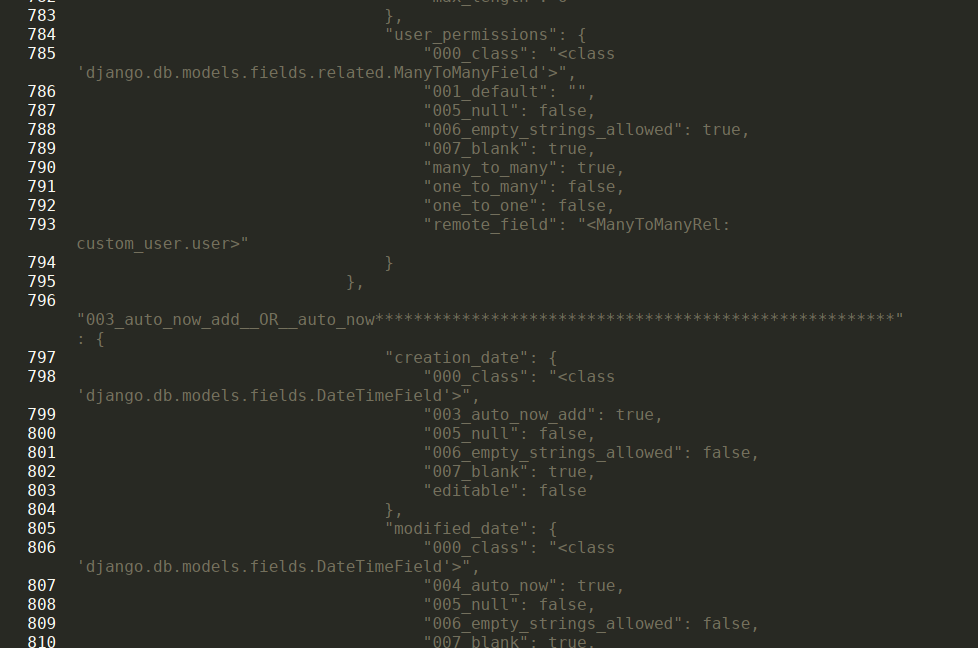 782 "max_length": 6
783 },
784 "user_permissions": {
785 "000_class": "<class
'django.db.models.fields.related.ManyToManyField'>",
786 "001_default": "",
787 "005_null": false,
788 "006_empty_strings_allowed": true,
789 "007_blank": true,
790 "many_to_many": true,
791 "one_to_many": false,
792 "one_to_one": false,
793 "remote_field": "<ManyToManyRel:
custom_user.user>"
794 }
795 },
796
"003_auto_now_add__OR__auto_now******************************************************"
: {
797 "creation_date": {
798 "000_class": "<class
'django.db.models.fields.DateTimeField'>",
799 "003_auto_now_add": true,
800 "005_null": false,
801 "006_empty_strings_allowed": false,
802 "007_blank": true,
803 "editable": false
804 },
805 "modified_date": {
806 "000_class": "<class
'django.db.models.fields.DateTimeField'>",
807 "004_auto_now": true,
808 "005_null": false,
809 "006_empty_strings_allowed": false,
810 "007_blank": true,